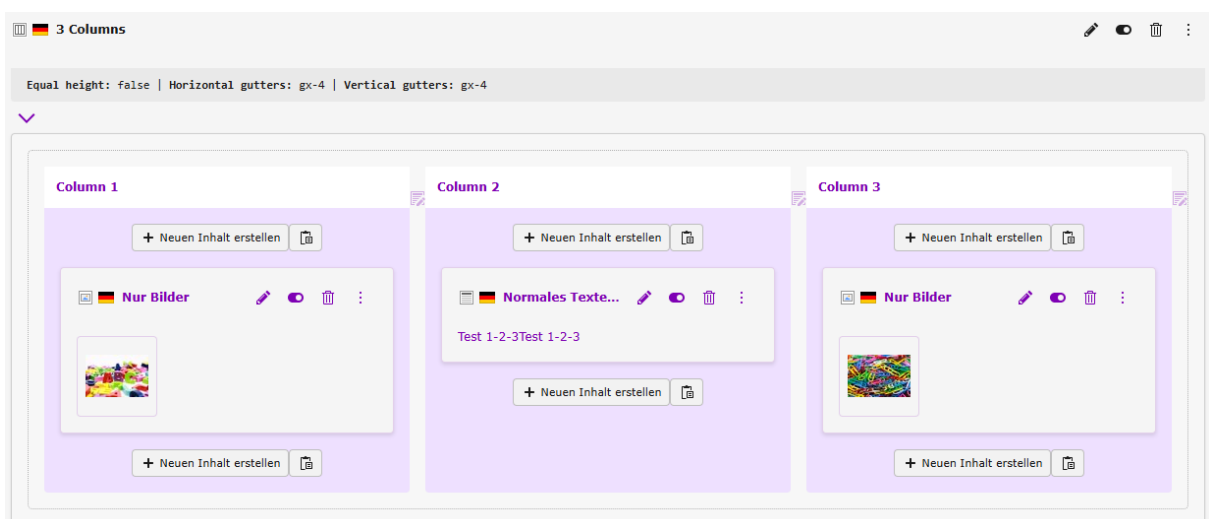 3 Columns
Equal height: false | Horizontal gutters: gx-4 | Vertical gutters: gx-4
Column 1
Column 2
Column 3
+ Neuen Inhalt erstellen
+ Neuen Inhalt erstellen
+ Neuen Inhalt erstellen
Nur Bilder
Normales Texte...
Nur Bilder
Test 1-2-3Test 1-2-3
+ Neuen Inhalt erstellen
+ Neuen Inhalt erstellen
+ Neuen Inhalt erstellen